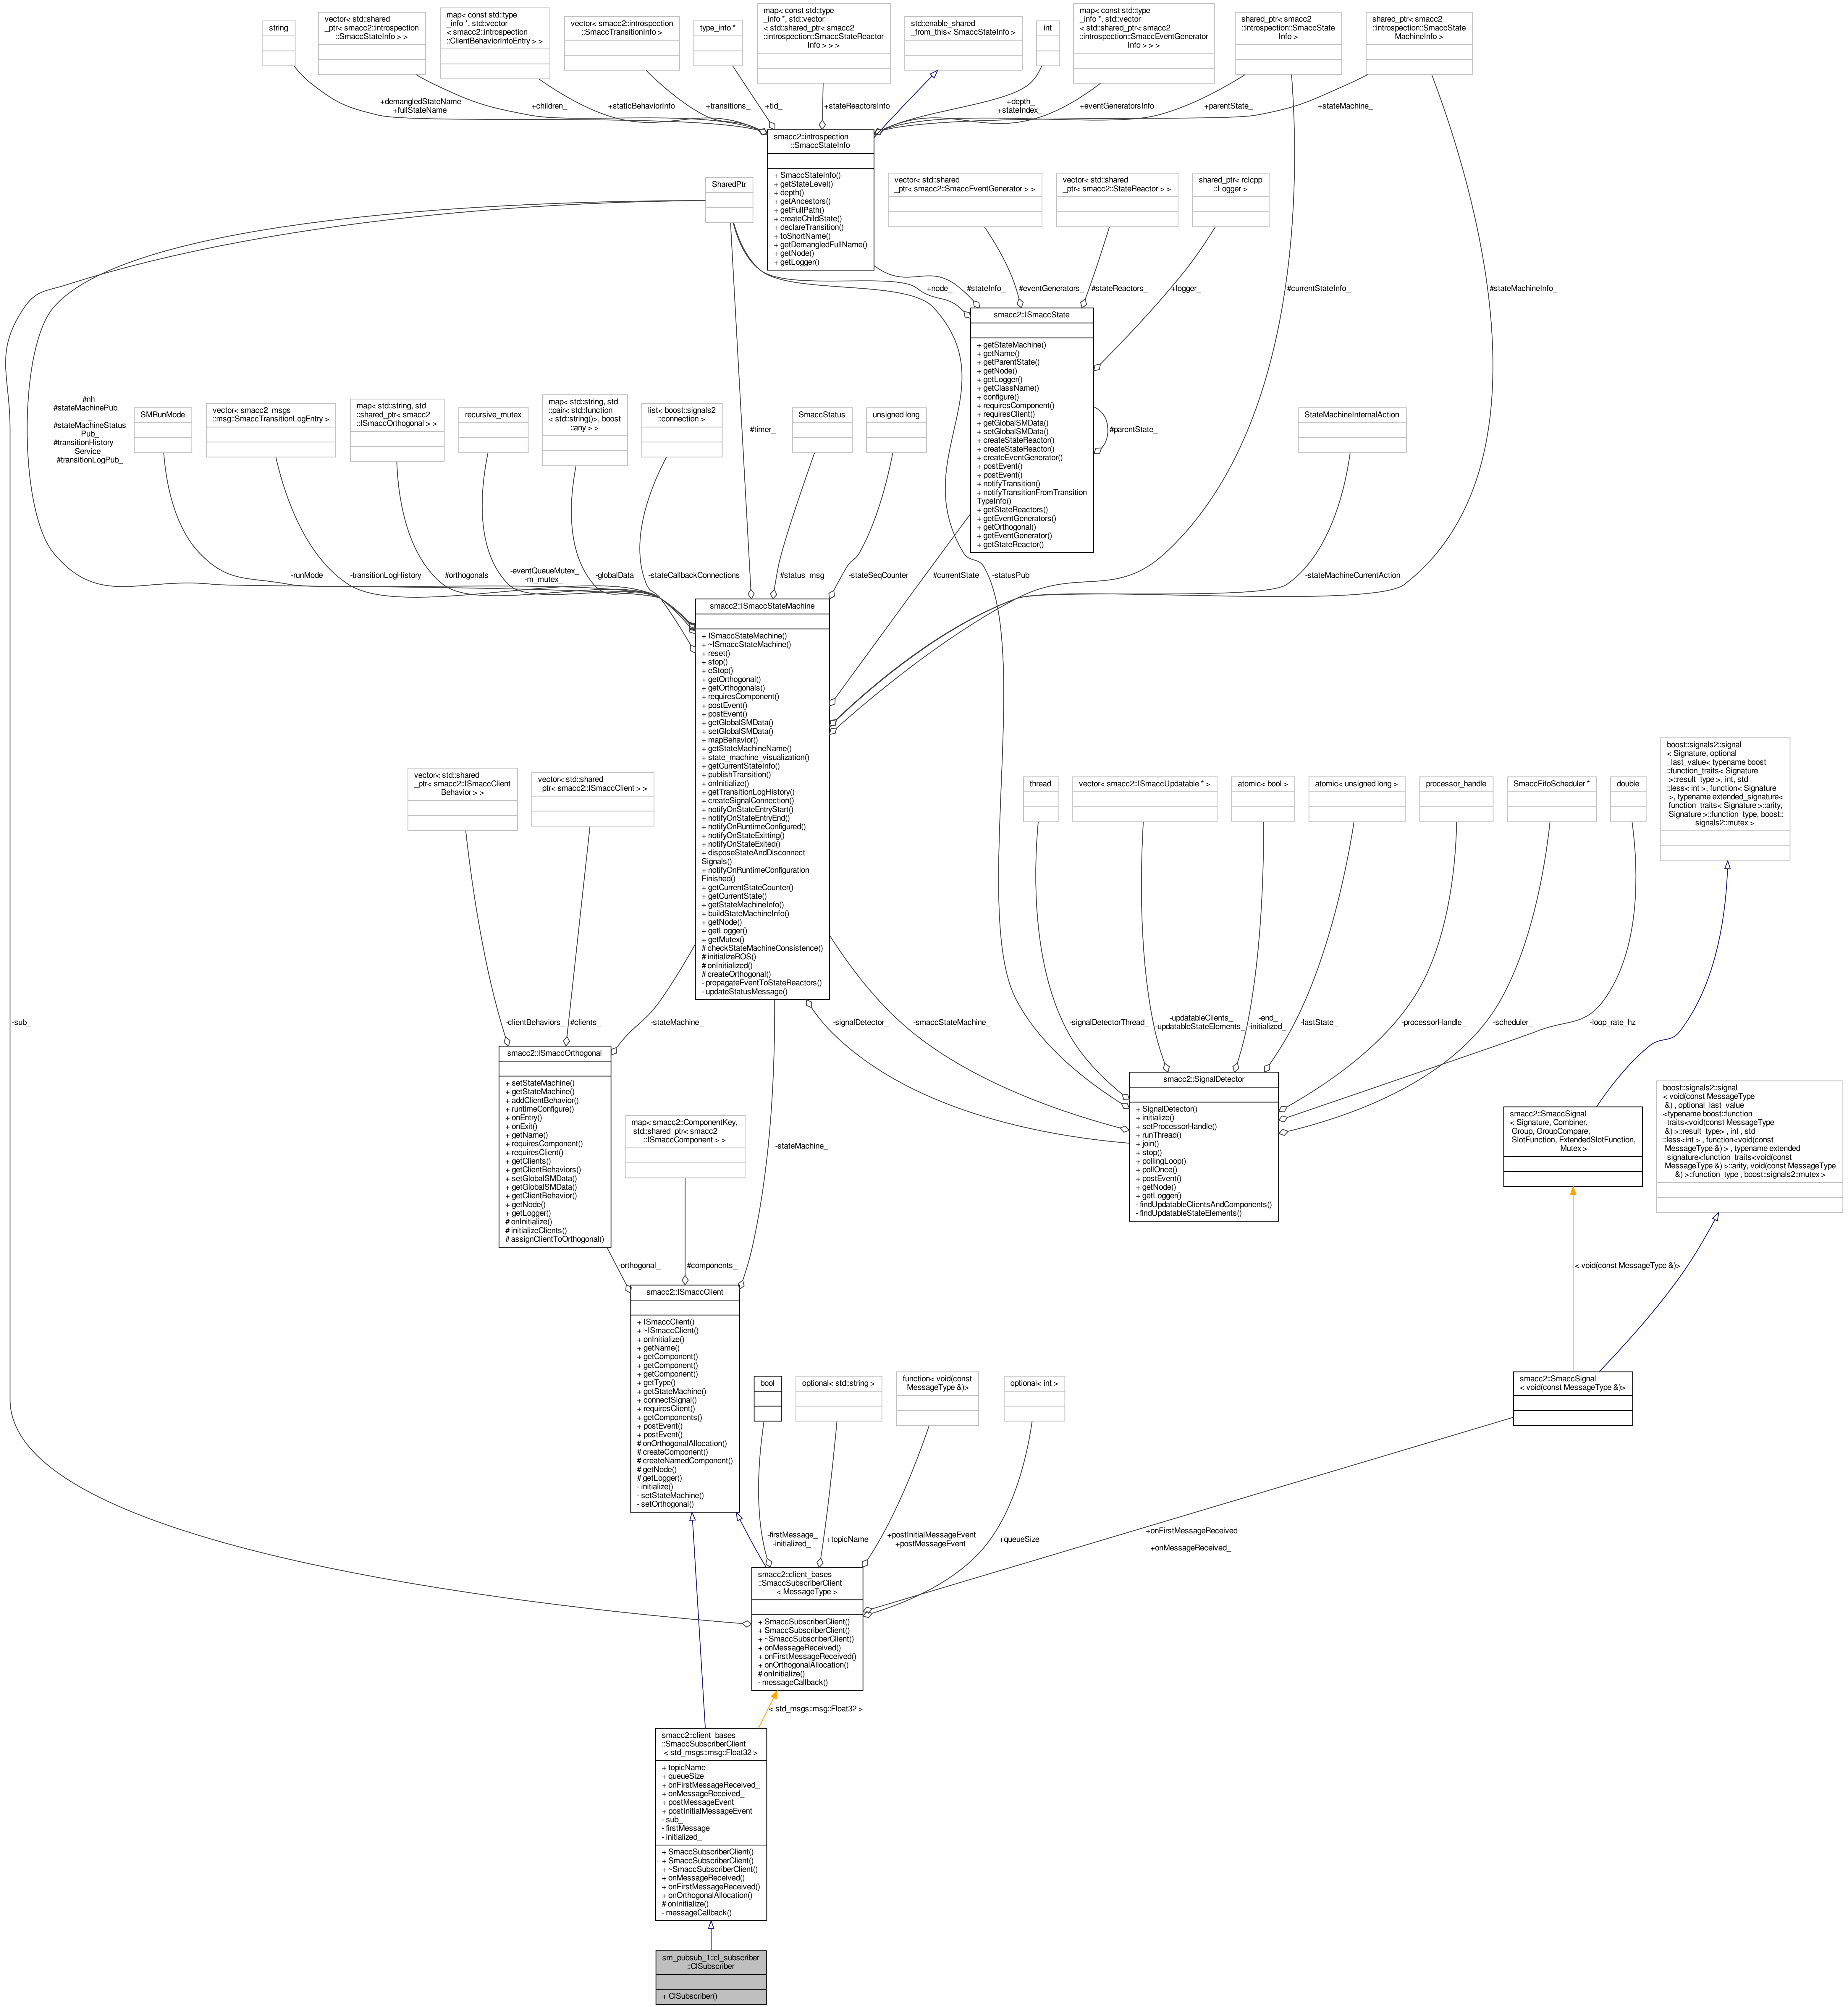 string
vector< std::shared
_ptr< smacc2::introspection
::SmaccStateInfo > >
map< const std::type
_info *, std::vector
< smacc2::introspection
::ClientBehaviorInfoEntry > >
vector< smacc2::introspection
::SmaccTransitionInfo >
type_info *
map< const std::type
_info *, std::vector
< std::shared_ptr< smacc2
::introspection::SmaccStateReactor
Info > > >
std::enable_shared
_from_this< SmaccStateInfo >
int
map< const std::type
_info *, std::vector
< std::shared_ptr< smacc2
::introspection::SmaccEventGenerator
Info > > >
shared_ptr< smacc2
::introspection::SmaccState
Info >
shared_ptr< smacc2
::introspection::SmaccState
MachineInfo >
+demangledStateName
+fullStateName
+children_
+staticBehaviorInfo
+transitions_
+tid_
+stateReactorsInfo
+depth_
+stateIndex_
+eventGeneratorsInfo
+parentState_
+stateMachine_
smacc2::introspection
::SmaccStateInfo
+ SmaccStateInfo()
+ getStateLevel()
+ depth()
+ getAncestors()
+ getFullPath()
+ createChildState()
+ declareTransition()
+ toShortName()
+ getDemangledFullName()
+ getNode()
+ getLogger()
SharedPtr
vector< std::shared
_ptr< smacc2::SmaccEventGenerator > >
vector< std::shared
_ptr< smacc2::StateReactor > >
shared_ptr< rclcpp
::Logger >
+node_
#stateInfo_
#eventGenerators_
#stateReactors_
+logger_
#currentStateInfo_
#stateMachineInfo_
smacc2::ISmaccState
+ getStateMachine()
+ getName()
+ getParentState()
+ getNode()
+ getLogger()
+ getClassName()
+ configure()
+ requiresComponent()
+ requiresClient()
+ getGlobalSMData()
+ setGlobalSMData()
+ createStateReactor()
+ createStateReactor()
+ createEventGenerator()
+ postEvent()
+ postEvent()
+ notifyTransition()
+ notifyTransitionFromTransition
TypeInfo()
+ getStateReactors()
+ getEventGenerators()
+ getOrthogonal()
+ getEventGenerator()
+ getStateReactor()
#parentState_
#nh_
#stateMachinePub
_
#stateMachineStatus
Pub_
#transitionHistory
Service_
#transitionLogPub_
SMRunMode
vector< smacc2_msgs
::msg::SmaccTransitionLogEntry >
map< std::string, std
::shared_ptr< smacc2
::ISmaccOrthogonal > >
recursive_mutex
map< std::string, std
::pair< std::function
< std::string()>, boost
::any > >
list< boost::signals2
::connection >
#timer_
SmaccStatus
unsigned long
StateMachineInternalAction
-runMode_
-transitionLogHistory_
#orthogonals_
-eventQueueMutex_
-m_mutex_
-globalData_
-stateCallbackConnections
#status_msg_
-stateSeqCounter_
#currentState_
-statusPub_
-stateMachineCurrentAction
smacc2::ISmaccStateMachine
+ ISmaccStateMachine()
+ ~ISmaccStateMachine()
+ reset()
+ stop()
+ eStop()
+ getOrthogonal()
+ getOrthogonals()
+ requiresComponent()
+ postEvent()
+ postEvent()
+ getGlobalSMData()
+ setGlobalSMData()
+ mapBehavior()
+ getStateMachineName()
+ state_machine_visualization()
+ getCurrentStateInfo()
+ publishTransition()
+ onInitialize()
+ getTransitionLogHistory()
+ createSignalConnection()
+ notifyOnStateEntryStart()
+ notifyOnStateEntryEnd()
+ notifyOnRuntimeConfigured()
+ notifyOnStateExitting()
+ notifyOnStateExited()
+ disposeStateAndDisconnect
Signals()
+ notifyOnRuntimeConfiguration
Finished()
+ getCurrentStateCounter()
+ getCurrentState()
+ getStateMachineInfo()
+ buildStateMachineInfo()
+ getNode()
+ getLogger()
+ getMutex()
# checkStateMachineConsistence()
# initializeROS()
# onInitialized()
# createOrthogonal()
- propagateEventToStateReactors()
- updateStatusMessage()
vector< std::shared
_ptr< smacc2::ISmaccClient
Behavior > >
vector< std::shared
_ptr< smacc2::ISmaccClient > >
thread
vector< smacc2::ISmaccUpdatable * >
atomic< bool >
atomic< unsigned long >
processor_handle
SmaccFifoScheduler *
double
boost::signals2::signal
< Signature, optional
_last_value< typename boost
::function_traits< Signature
>::result_type >, int, std
::less< int >, function< Signature
>, typename extended_signature<
function_traits< Signature >::arity,
Signature >::function_type, boost::
signals2::mutex >
-sub_
-clientBehaviors_
#clients_
-stateMachine_
-signalDetector_
-smaccStateMachine_
-signalDetectorThread_
-updatableClients_
-updatableStateElements_
-end_
-initialized_
-lastState_
-processorHandle_
-scheduler_
-loop_rate_hz
smacc2::ISmaccOrthogonal
+ setStateMachine()
+ getStateMachine()
+ addClientBehavior()
+ runtimeConfigure()
+ onEntry()
+ onExit()
+ getName()
+ requiresComponent()
+ requiresClient()
+ getClients()
+ getClientBehaviors()
+ setGlobalSMData()
+ getGlobalSMData()
+ getClientBehavior()
+ getNode()
+ getLogger()
# onInitialize()
# initializeClients()
# assignClientToOrthogonal()
map< smacc2::ComponentKey,
std::shared_ptr< smacc2
::ISmaccComponent > >
-stateMachine_
smacc2::SignalDetector
+ SignalDetector()
+ initialize()
+ setProcessorHandle()
+ runThread()
+ join()
+ stop()
+ pollingLoop()
+ pollOnce()
+ postEvent()
+ getNode()
+ getLogger()
- findUpdatableClientsAndComponents()
- findUpdatableStateElements()
smacc2::SmaccSignal
< Signature, Combiner,
Group, GroupCompare,
SlotFunction, ExtendedSlotFunction,
Mutex >
boost::signals2::signal
< void(const MessageType
&) , optional_last_value
<typename boost::function
_traits<void(const MessageType
&) >::result_type> , int , std
::less<int > , function<void(const
MessageType &) > , typename extended
_signature<function_traits<void(const
MessageType &) >::arity, void(const MessageType
&) >::function_type , boost::signals2::mutex >
-orthogonal_
#components_
< void(const MessageType &)>
smacc2::ISmaccClient
+ ISmaccClient()
+ ~ISmaccClient()
+ onInitialize()
+ getName()
+ getComponent()
+ getComponent()
+ getComponent()
+ getType()
+ getStateMachine()
+ connectSignal()
+ requiresClient()
+ getComponents()
+ postEvent()
+ postEvent()
# onOrthogonalAllocation()
# createComponent()
# createNamedComponent()
# getNode()
# getLogger()
- initialize()
- setStateMachine()
- setOrthogonal()
bool
optional< std::string >
function< void(const
MessageType &)>
optional< int >
smacc2::SmaccSignal
< void(const MessageType &)>
-firstMessage_
-initialized_
+topicName
+postInitialMessageEvent
+postMessageEvent
+queueSize
+onFirstMessageReceived
_
+onMessageReceived_
smacc2::client_bases
::SmaccSubscriberClient
< MessageType >
+ SmaccSubscriberClient()
+ SmaccSubscriberClient()
+ ~SmaccSubscriberClient()
+ onMessageReceived()
+ onFirstMessageReceived()
+ onOrthogonalAllocation()
# onInitialize()
- messageCallback()
< std_msgs::msg::Float32 >
smacc2::client_bases
::SmaccSubscriberClient
< std_msgs::msg::Float32 >
+ topicName
+ queueSize
+ onFirstMessageReceived_
+ onMessageReceived_
+ postMessageEvent
+ postInitialMessageEvent
- sub_
- firstMessage_
- initialized_
+ SmaccSubscriberClient()
+ SmaccSubscriberClient()
+ ~SmaccSubscriberClient()
+ onMessageReceived()
+ onFirstMessageReceived()
+ onOrthogonalAllocation()
# onInitialize()
- messageCallback()
sm_pubsub_1::cl_subscriber
::ClSubscriber
+ ClSubscriber()